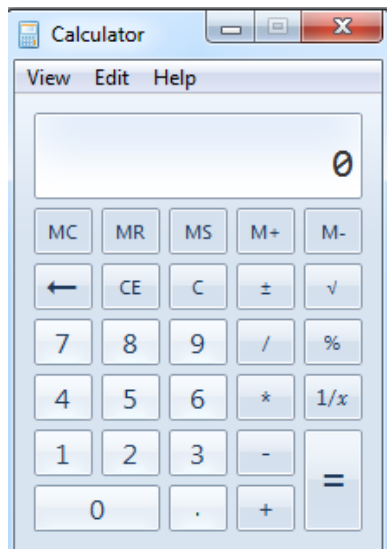 Calculator
View Edit Help
0
MC MR MS M+ M-
← CE C ± √
7 8 9 / %
4 5 6 * 1/x
1 2 3 - =
0 . +